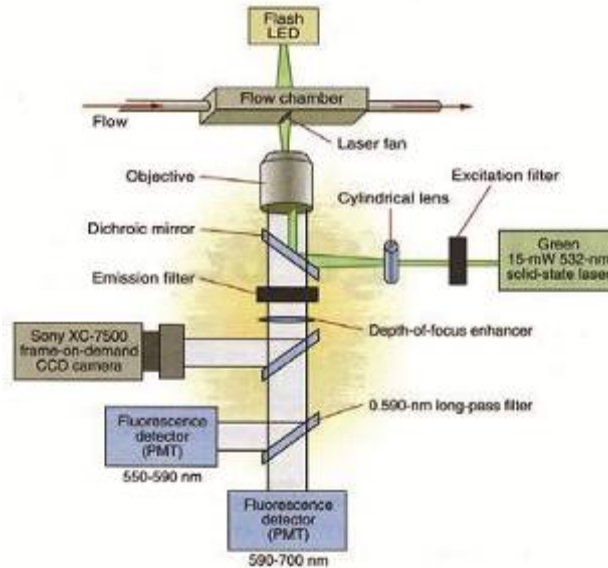 Flash
LED
Flow chamber
Flow
Laser fan
Objective
Excitation filter
Cylindrical lens
Dichroic mirror
Green
15-mW 532-nm
solid-state laser
Emission filter
Depth-of-focus enhancer
Sony XC-7500
frame-on-demand
CCD camera
0.590-nm long-pass filter
Fluorescence
detector
(PMT)
550-590 nm
Fluorescence
detector
(PMT)
590-700 nm